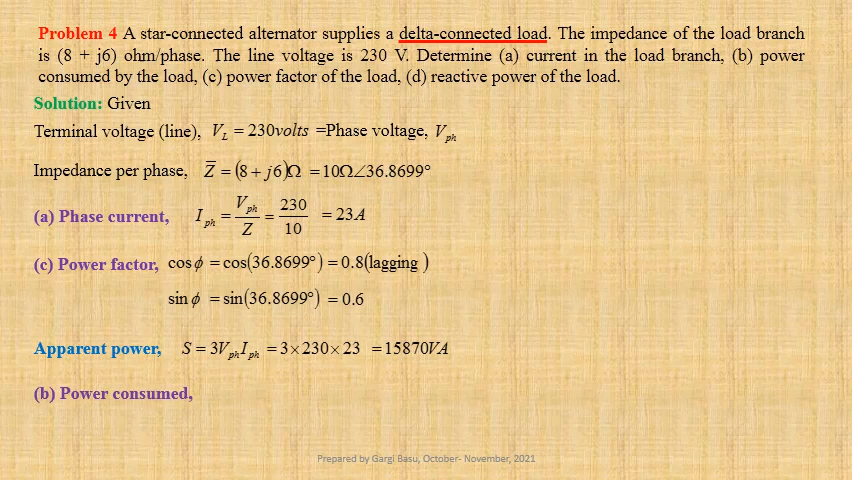 Problem 4 A star-connected alternator supplies a delta-connected load. The impedance of the load branch
is (8 + j6) ohm/phase. The line voltage is 230 V. Determine (a) current in the load branch, (b) power
consumed by the load, (c) power factor of the load, (d) reactive power of the load.
Solution: Given
Terminal voltage (line), V_L = 230volts =Phase voltage, V_ph
Impedance per phase, Z̅ = (8 + j6)Ω = 10Ω∠36.8699°
(a) Phase current, I_ph = V_ph/Z = 230/10 = 23A
(c) Power factor, cos ϕ = cos(36.8699°) = 0.8(lagging )
sin ϕ = sin(36.8699°) = 0.6
Apparent power, S = 3V_ph I_ph = 3×230×23 = 15870VA
(b) Power consumed,
Prepared by Gargi Basu, October- November, 2021